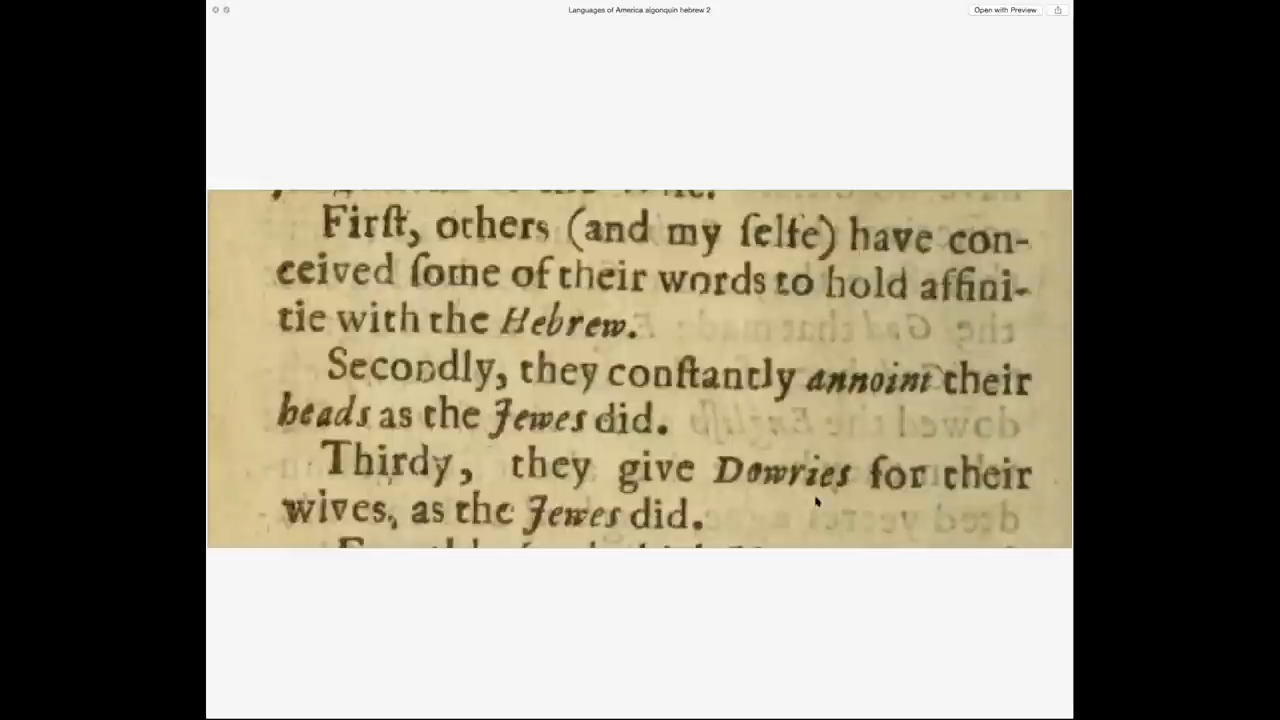 Languages of America algonquin hebrew 2
Open with Preview
Firſt, others (and my ſelfe) have con-
ceived ſome of their words to hold affini-
tie with the Hebrew.
Secondly, they conſtantly annoint their
heads as the Jewes did.
Thirdy, they give Dowries for their
wives, as the Jewes did.